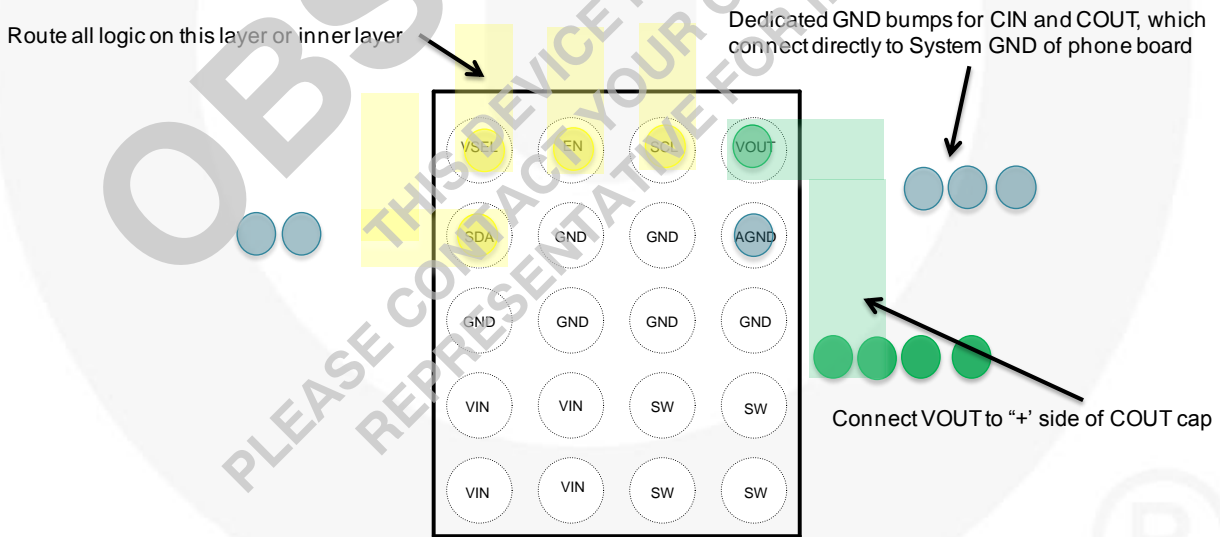 Route all logic on this layer or inner layer
Dedicated GND bumps for CIN and COUT, which
connect directly to System GND of phone board
VSEL EN SCL VOUT
SDA GND GND AGND
GND GND GND GND
VIN VIN SW SW
VIN VIN SW SW
Connect VOUT to “+’ side of COUT cap
OBS
THIS DEVICE
PLEASE CONTACT YOUR
REPRESENTATIVE FOR
R